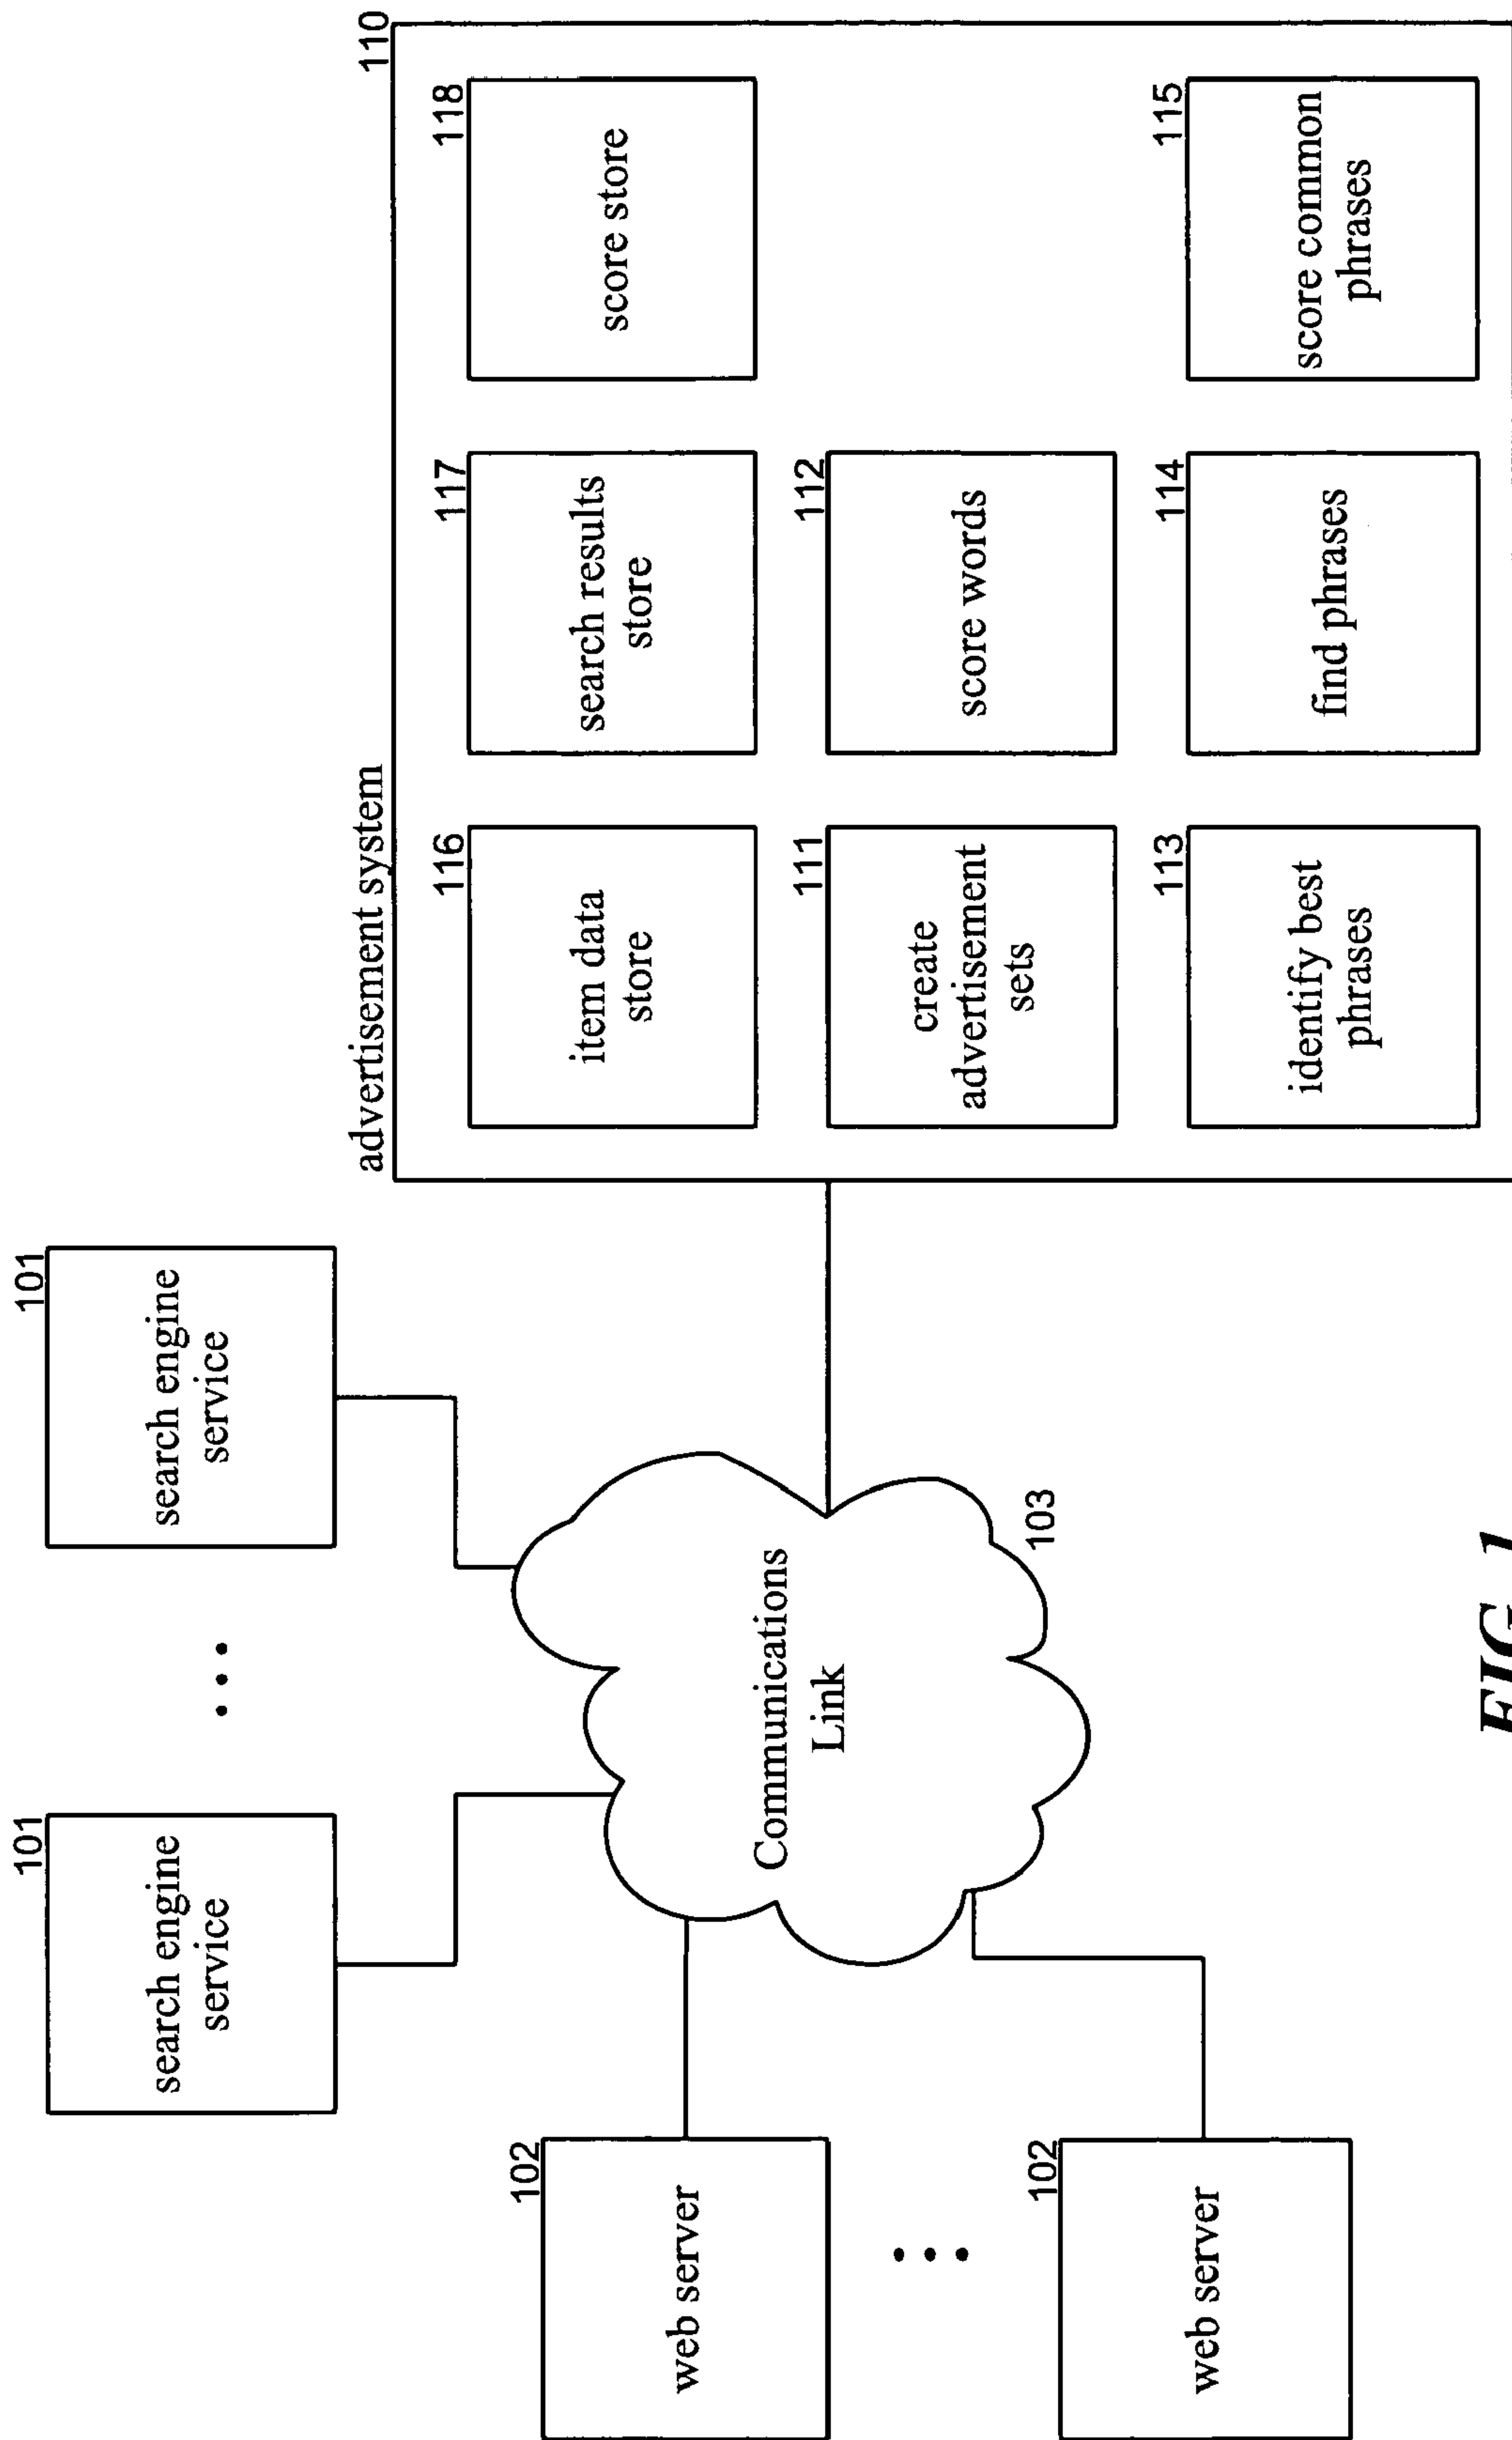 101
search engine
service
...
101
search engine
service
102
web server
...
102
web server
Communications
Link
103
advertisement system
110
116
item data
store
117
search results
store
118
score store
111
create
advertisement
sets
112
score words
113
identify best
phrases
114
find phrases
115
score common
phrases
FIG. 1